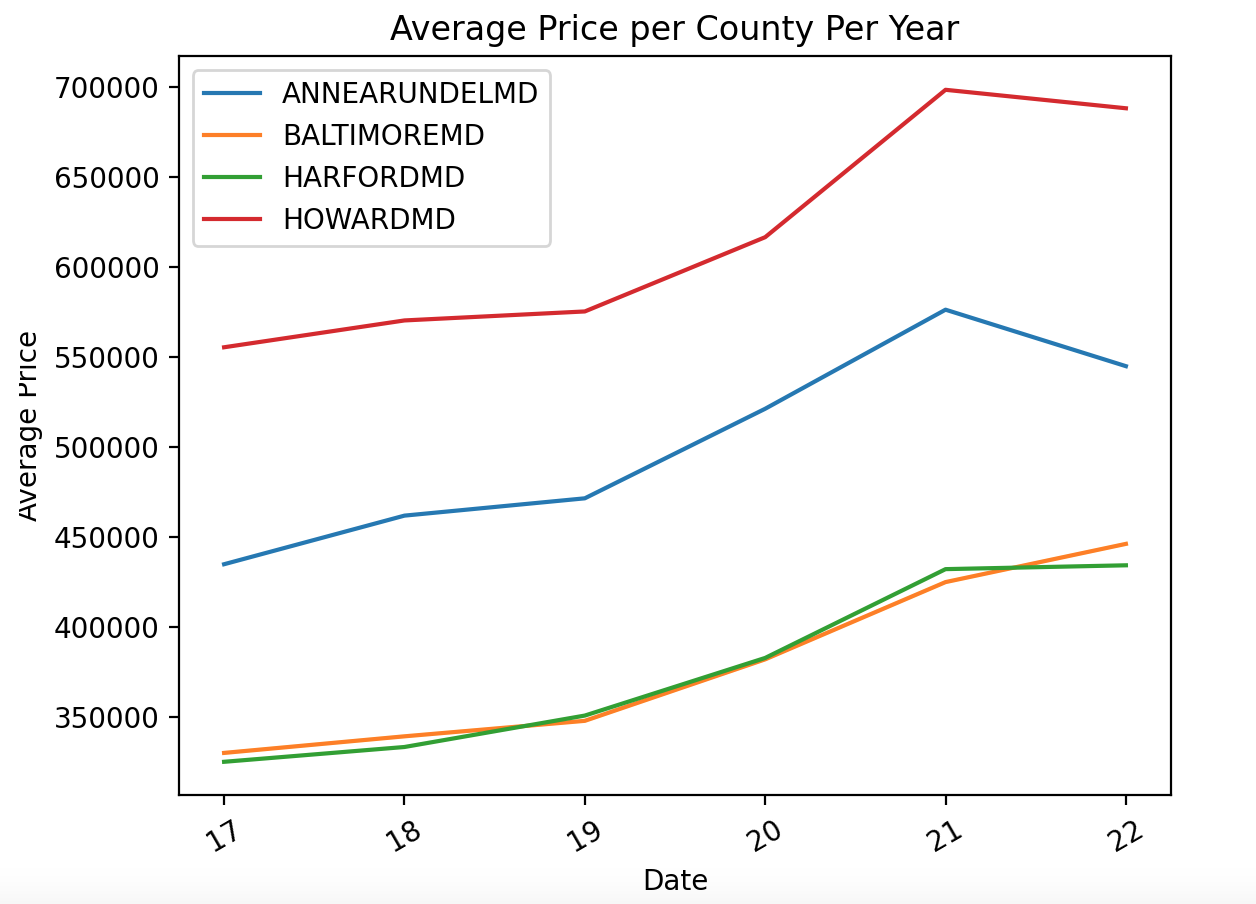 Average Price per County Per Year
700000
650000
600000
550000
500000
450000
400000
350000
ANNEARUNDELMD
BALTIMOREMD
HARFORDMD
HOWARDMD
Average Price
17
18
19
20
21
22
Date